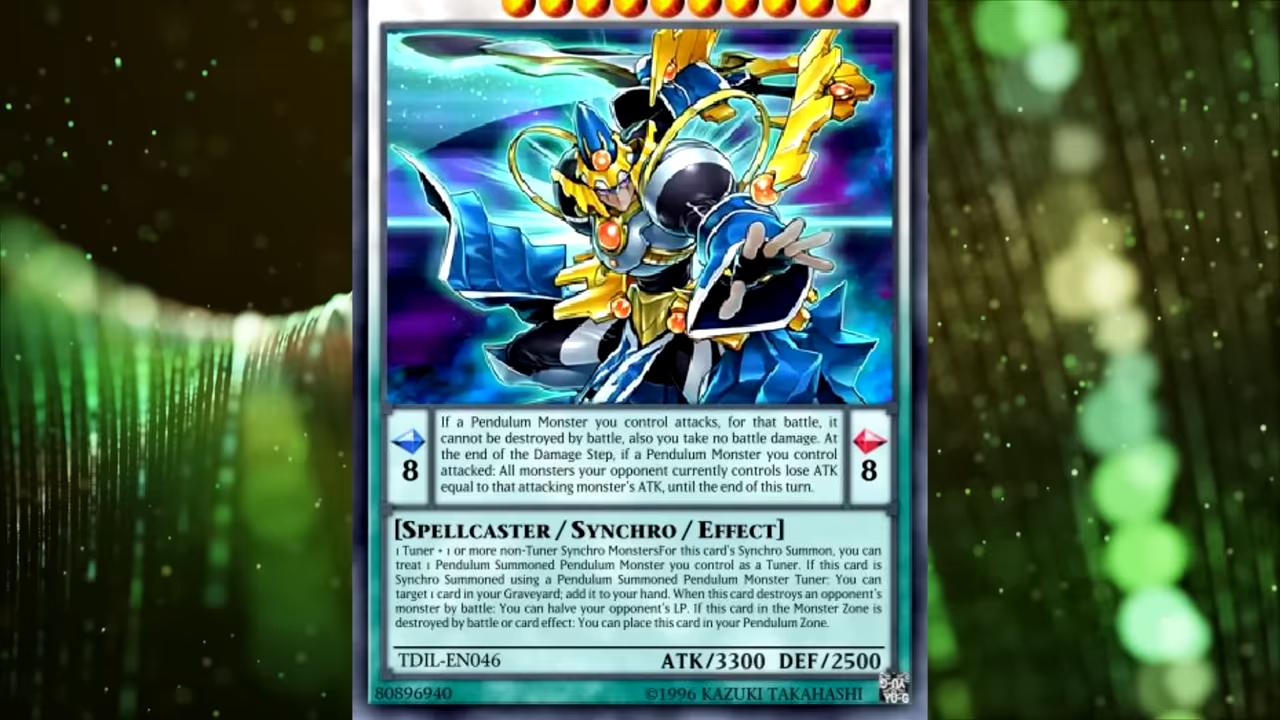 If a Pendulum Monster you control attacks, for that battle, it
cannot be destroyed by battle, also you take no battle damage. At
the end of the Damage Step, if a Pendulum Monster you control
attacked: All monsters your opponent currently controls lose ATK
equal to that attacking monster's ATK, until the end of this turn.
8
8
[SPELLCASTER / SYNCHRO / EFFECT]
1 Tuner + 1 or more non-Tuner Synchro MonstersFor this card's Synchro Summon, you can
treat 1 Pendulum Summoned Pendulum Monster you control as a Tuner. If this card is
Synchro Summoned using a Pendulum Summoned Pendulum Monster Tuner: You can
target 1 card in your Graveyard; add it to your hand. When this card destroys an opponent's
monster by battle: You can halve your opponent's LP. If this card in the Monster Zone is
destroyed by battle or card effect: You can place this card in your Pendulum Zone.
TDIL-EN046 ATK/3300 DEF/2500
80896940 ©1996 KAZUKI TAKAHASHI